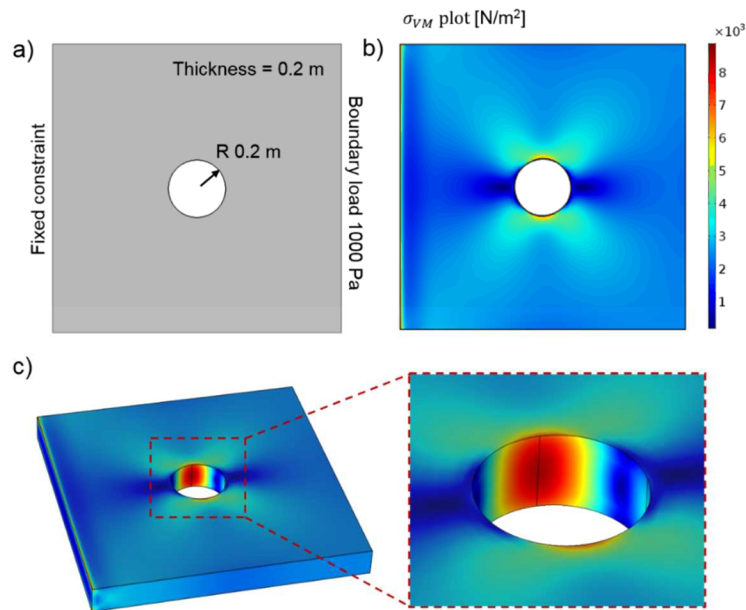 σ_VM plot [N/m²]
a)
Thickness = 0.2 m
R 0.2 m
Fixed constraint
Boundary load 1000 Pa
b)
×10³
8
7
6
5
4
3
2
1
c)